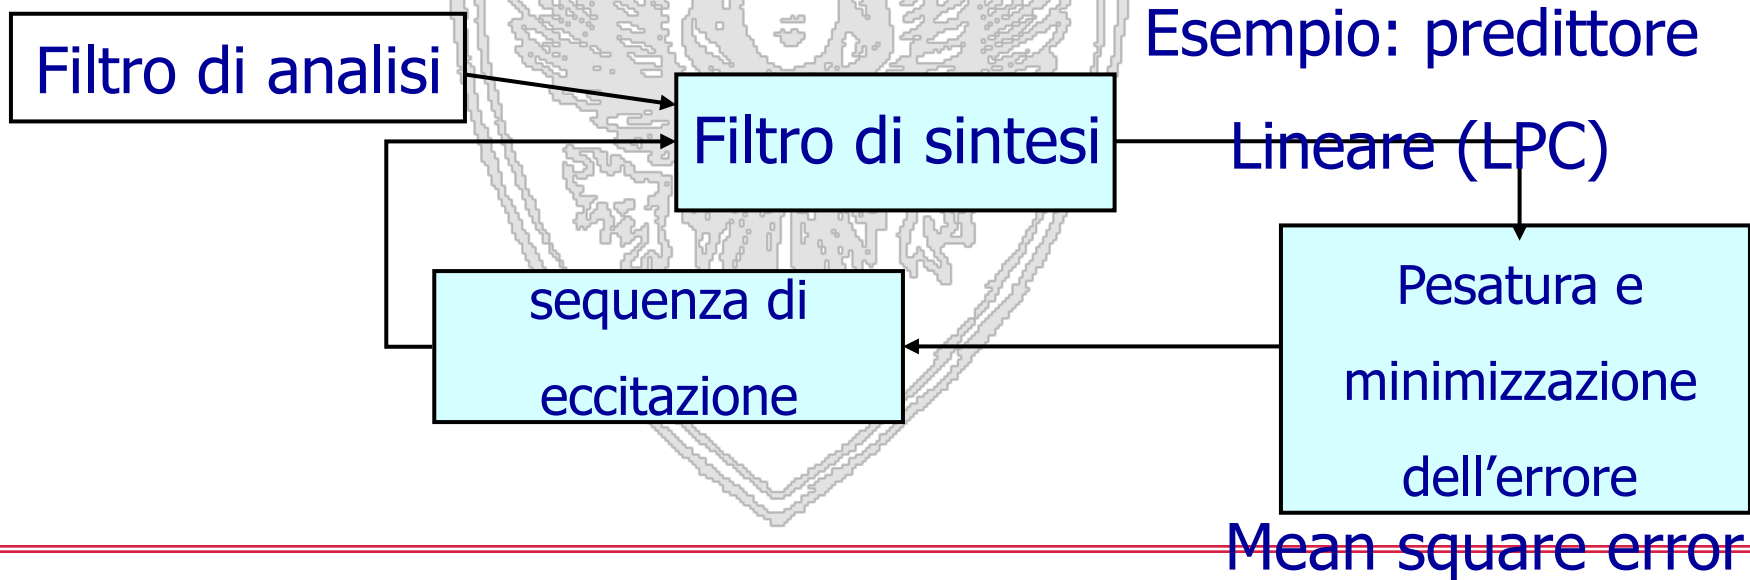 Esempio: predittore
Filtro di analisi
Filtro di sintesi
Lineare (LPC)
sequenza di
eccitazione
Pesatura e
minimizzazione
dell’errore
Mean square error